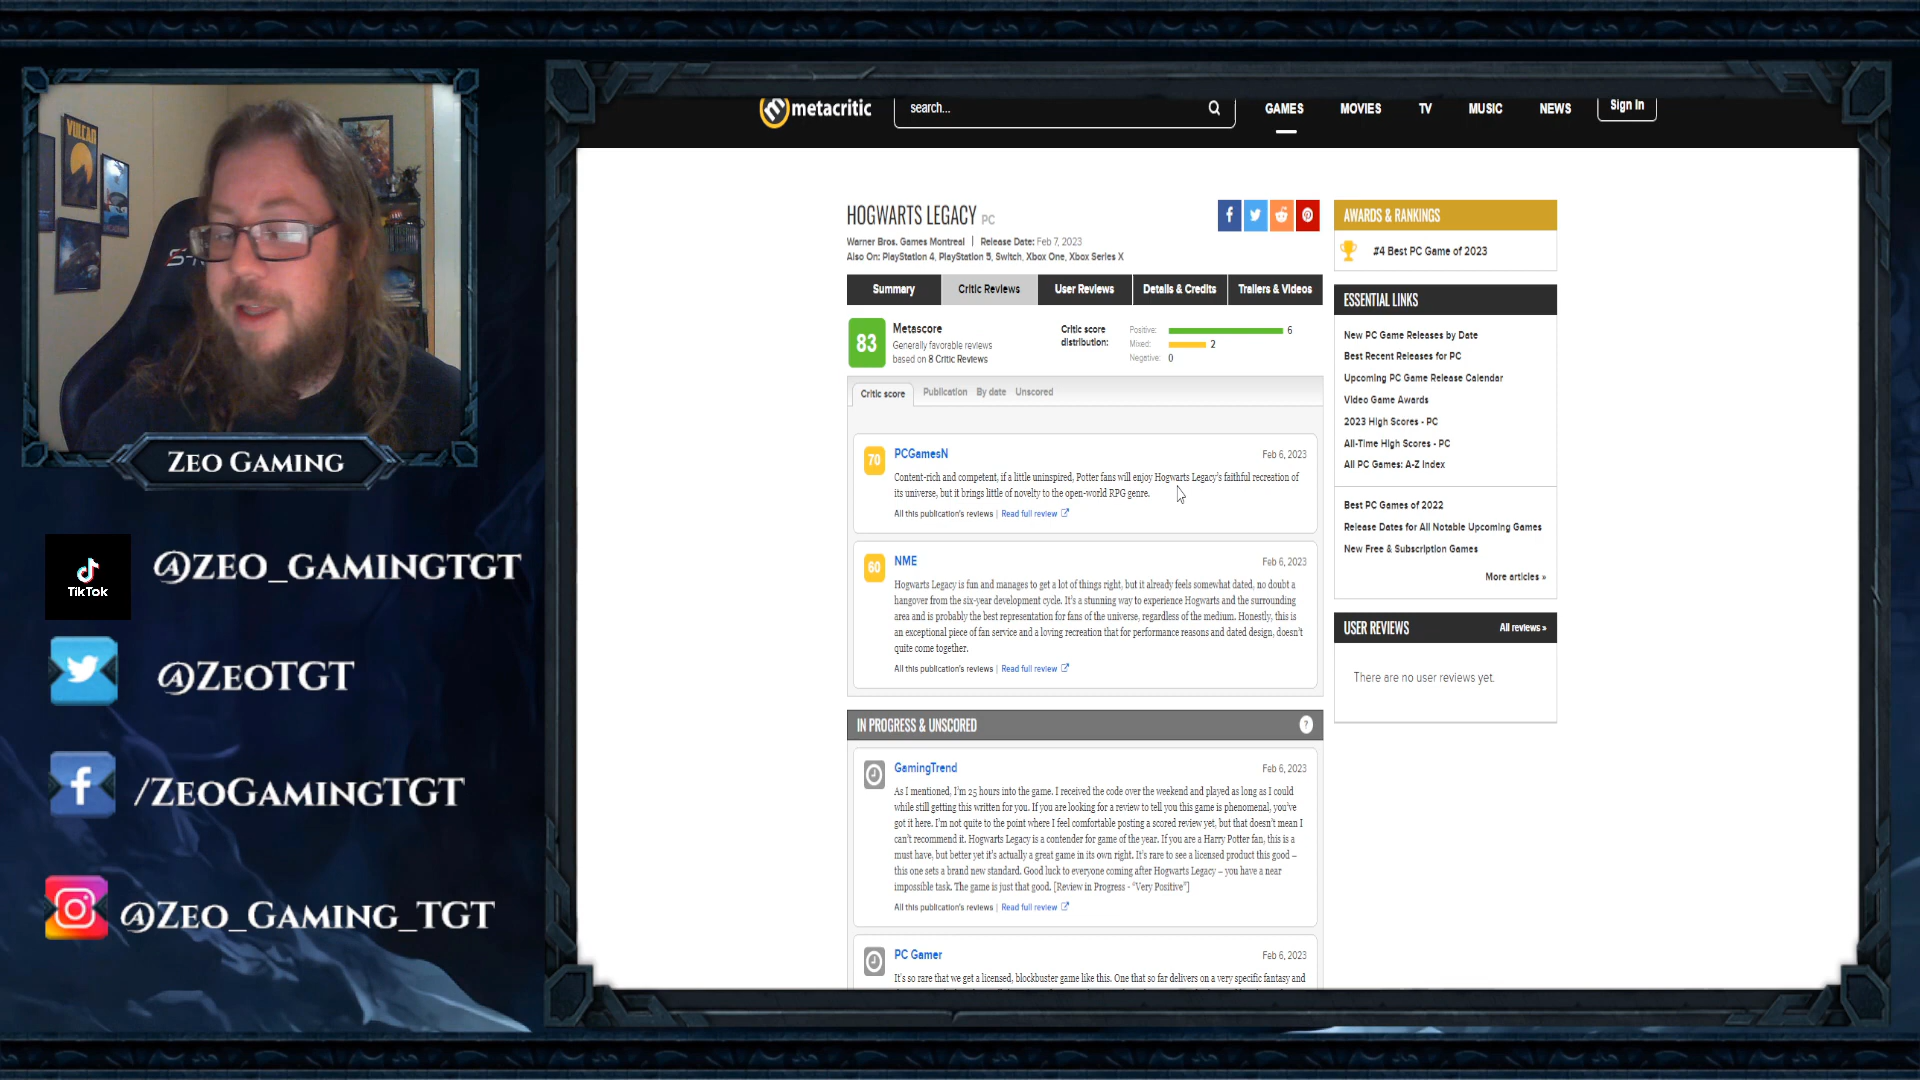 VULCAN
ZEO GAMING
TikTok
@ZEO_GAMINGTGT
@ZEOTGT
/ZEOGAMINGTGT
@ZEO_GAMING_TGT
metacritic
search...
GAMES
MOVIES
TV
MUSIC
NEWS
Sign In
HOGWARTS LEGACY PC
Warner Bros. Games Montreal | Release Date: Feb 7, 2023
Also On: PlayStation 4, PlayStation 5, Switch, Xbox One, Xbox Series X
Summary
Critic Reviews
User Reviews
Details & Credits
Trailers & Videos
83
Metascore
Generally favorable reviews
based on 8 Critic Reviews
Critic score
distribution:
Positive: 6
Mixed: 2
Negative: 0
Critic score
Publication
By date
Unscored
70
PCGamesN
Feb 6, 2023
Content-rich and competent, if a little uninspired, Potter fans will enjoy Hogwarts Legacy's faithful recreation of
its universe, but it brings little of novelty to the open-world RPG genre.
All this publication's reviews | Read full review
60
NME
Feb 6, 2023
Hogwarts Legacy is fun and manages to get a lot of things right, but it already feels somewhat dated, no doubt a
hangover from the six-year development cycle. It's a stunning way to experience Hogwarts and the surrounding
area and is probably the best representation for fans of the universe, regardless of the medium. Honestly, this is
an exceptional piece of fan service and a loving recreation that for performance reasons and dated design, doesn't
quite come together.
All this publication's reviews | Read full review
IN PROGRESS & UNSCORED
?
GamingTrend
Feb 6, 2023
As I mentioned, I'm 25 hours into the game. I received the code over the weekend and played as long as I could
while still getting this written for you. If you are looking for a review to tell you this game is phenomenal, you've
got it here. I'm not quite to the point where I feel comfortable posting a scored review yet, but that doesn't mean I
can't recommend it. Hogwarts Legacy is a contender for game of the year. If you are a Harry Potter fan, this is a
must have, but better yet it's actually a great game in its own right. It's rare to see a licensed product this good –
this one sets a brand new standard. Good luck to everyone coming after Hogwarts Legacy – you have a near
impossible task. The game is just that good. [Review in Progress - "Very Positive"]
All this publication's reviews | Read full review
PC Gamer
Feb 6, 2023
It's so rare that we get a licensed, blockbuster game like this. One that so far delivers on a very specific fantasy and
AWARDS & RANKINGS
#4 Best PC Game of 2023
ESSENTIAL LINKS
New PC Game Releases by Date
Best Recent Releases for PC
Upcoming PC Game Release Calendar
Video Game Awards
2023 High Scores - PC
All-Time High Scores - PC
All PC Games: A-Z Index
Best PC Games of 2022
Release Dates for All Notable Upcoming Games
New Free & Subscription Games
More articles »
USER REVIEWS
All reviews »
There are no user reviews yet.